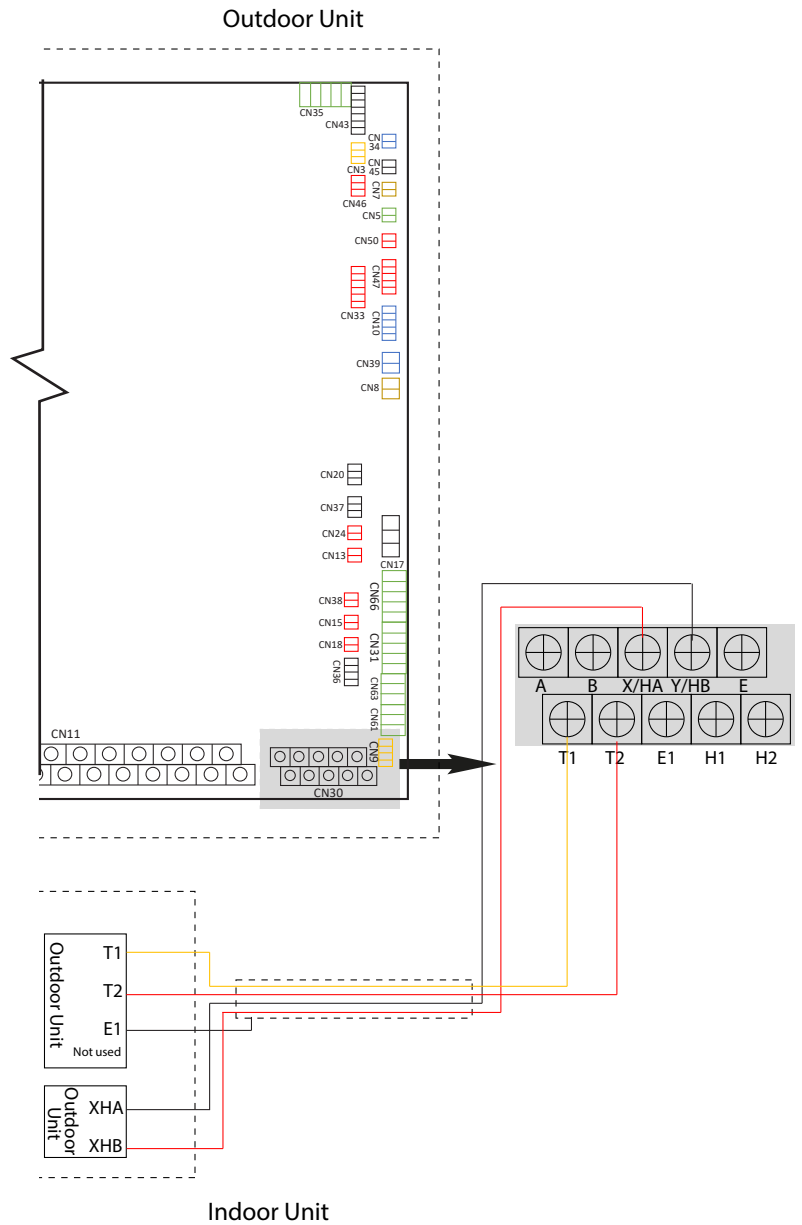 Outdoor Unit
CN35
CN43
CN
34
CN3
CN
45
CN46
CN7
CN5
CN50
CN47
CN33
CN10
CN39
CN8
CN20
CN37
CN24
CN13
CN17
CN38
CN66
CN15
CN18
CN31
CN36
CN63
CN61
CN11
CN9
CN30
A
B
X/HA
Y/HB
E
T1
T2
E1
H1
H2
Outdoor Unit
T1
T2
E1
Not used
Outdoor
Unit
XHA
XHB
Indoor Unit